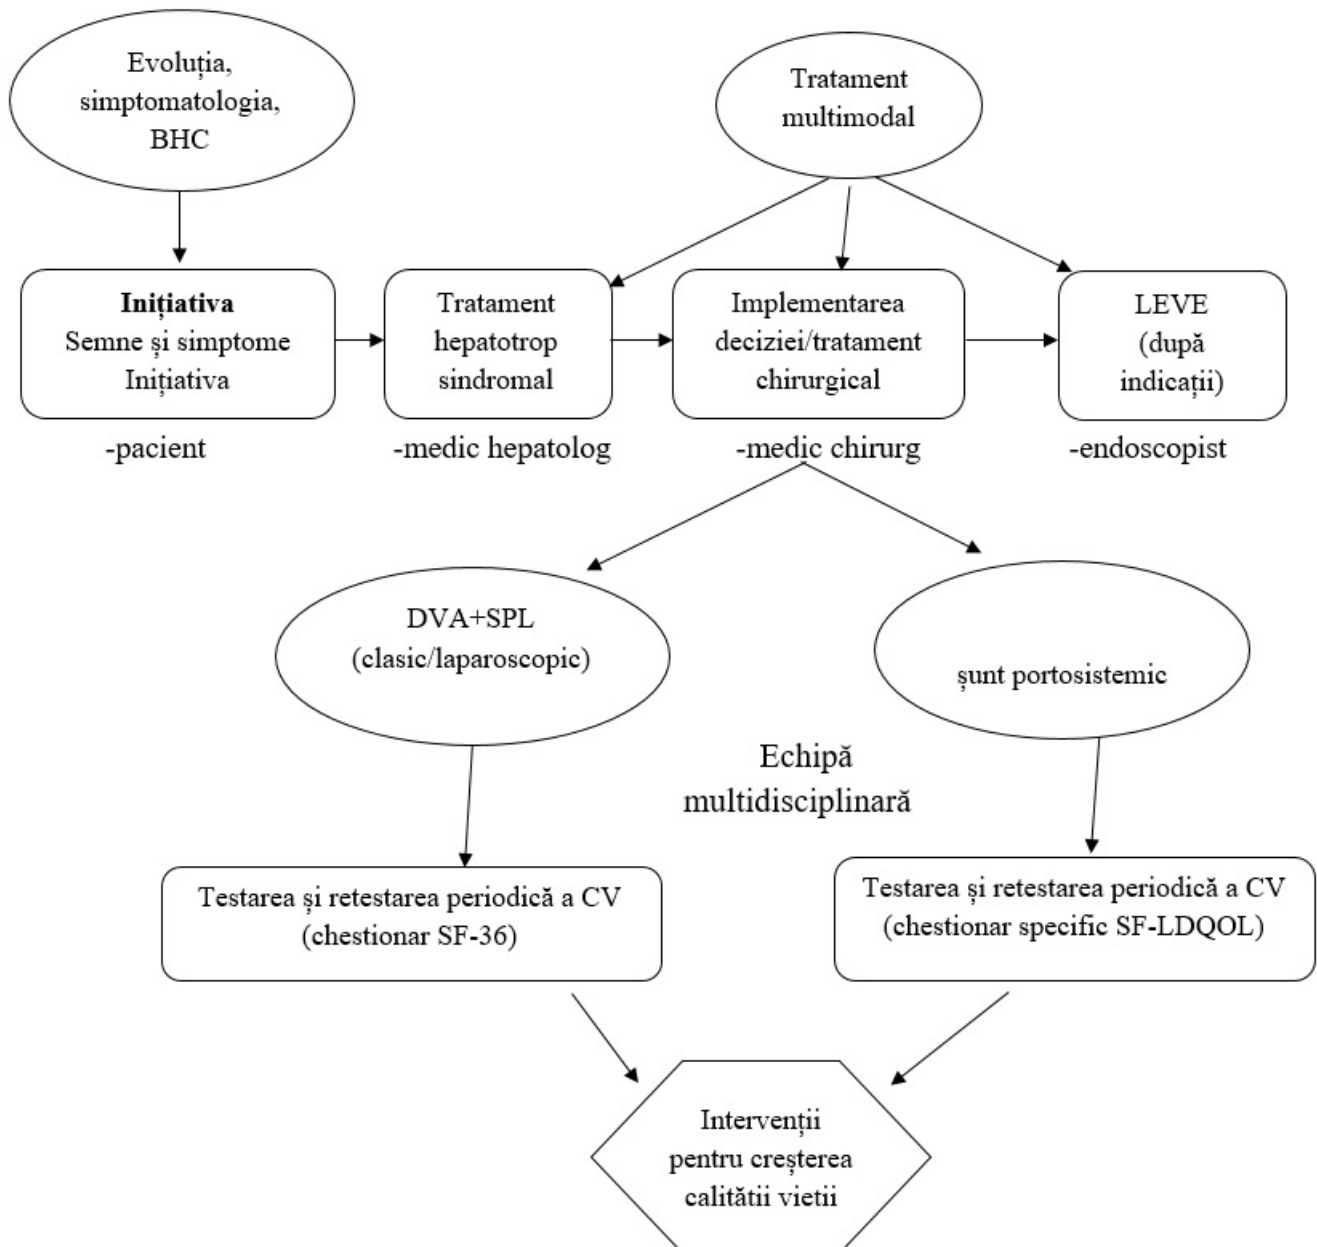 Evoluția,
simptomatologia,
BHC
Tratament
multimodal
Inițiativa
Semne și simptome
Inițiativa
Tratament
hepatotrop
sindromal
Implementarea
deciziei/tratament
chirurgical
LEVE
(după
indicații)
-pacient
-medic hepatolog
-medic chirurg
-endoscopist
DVA+SPL
(clasic/laparoscopic)
șunt portosistemic
Echipă
multidisciplinară
Testarea și retestarea periodică a CV
(chestionar SF-36)
Testarea și retestarea periodică a CV
(chestionar specific SF-LDQOL)
Intervenții
pentru creșterea
calitătii vietii